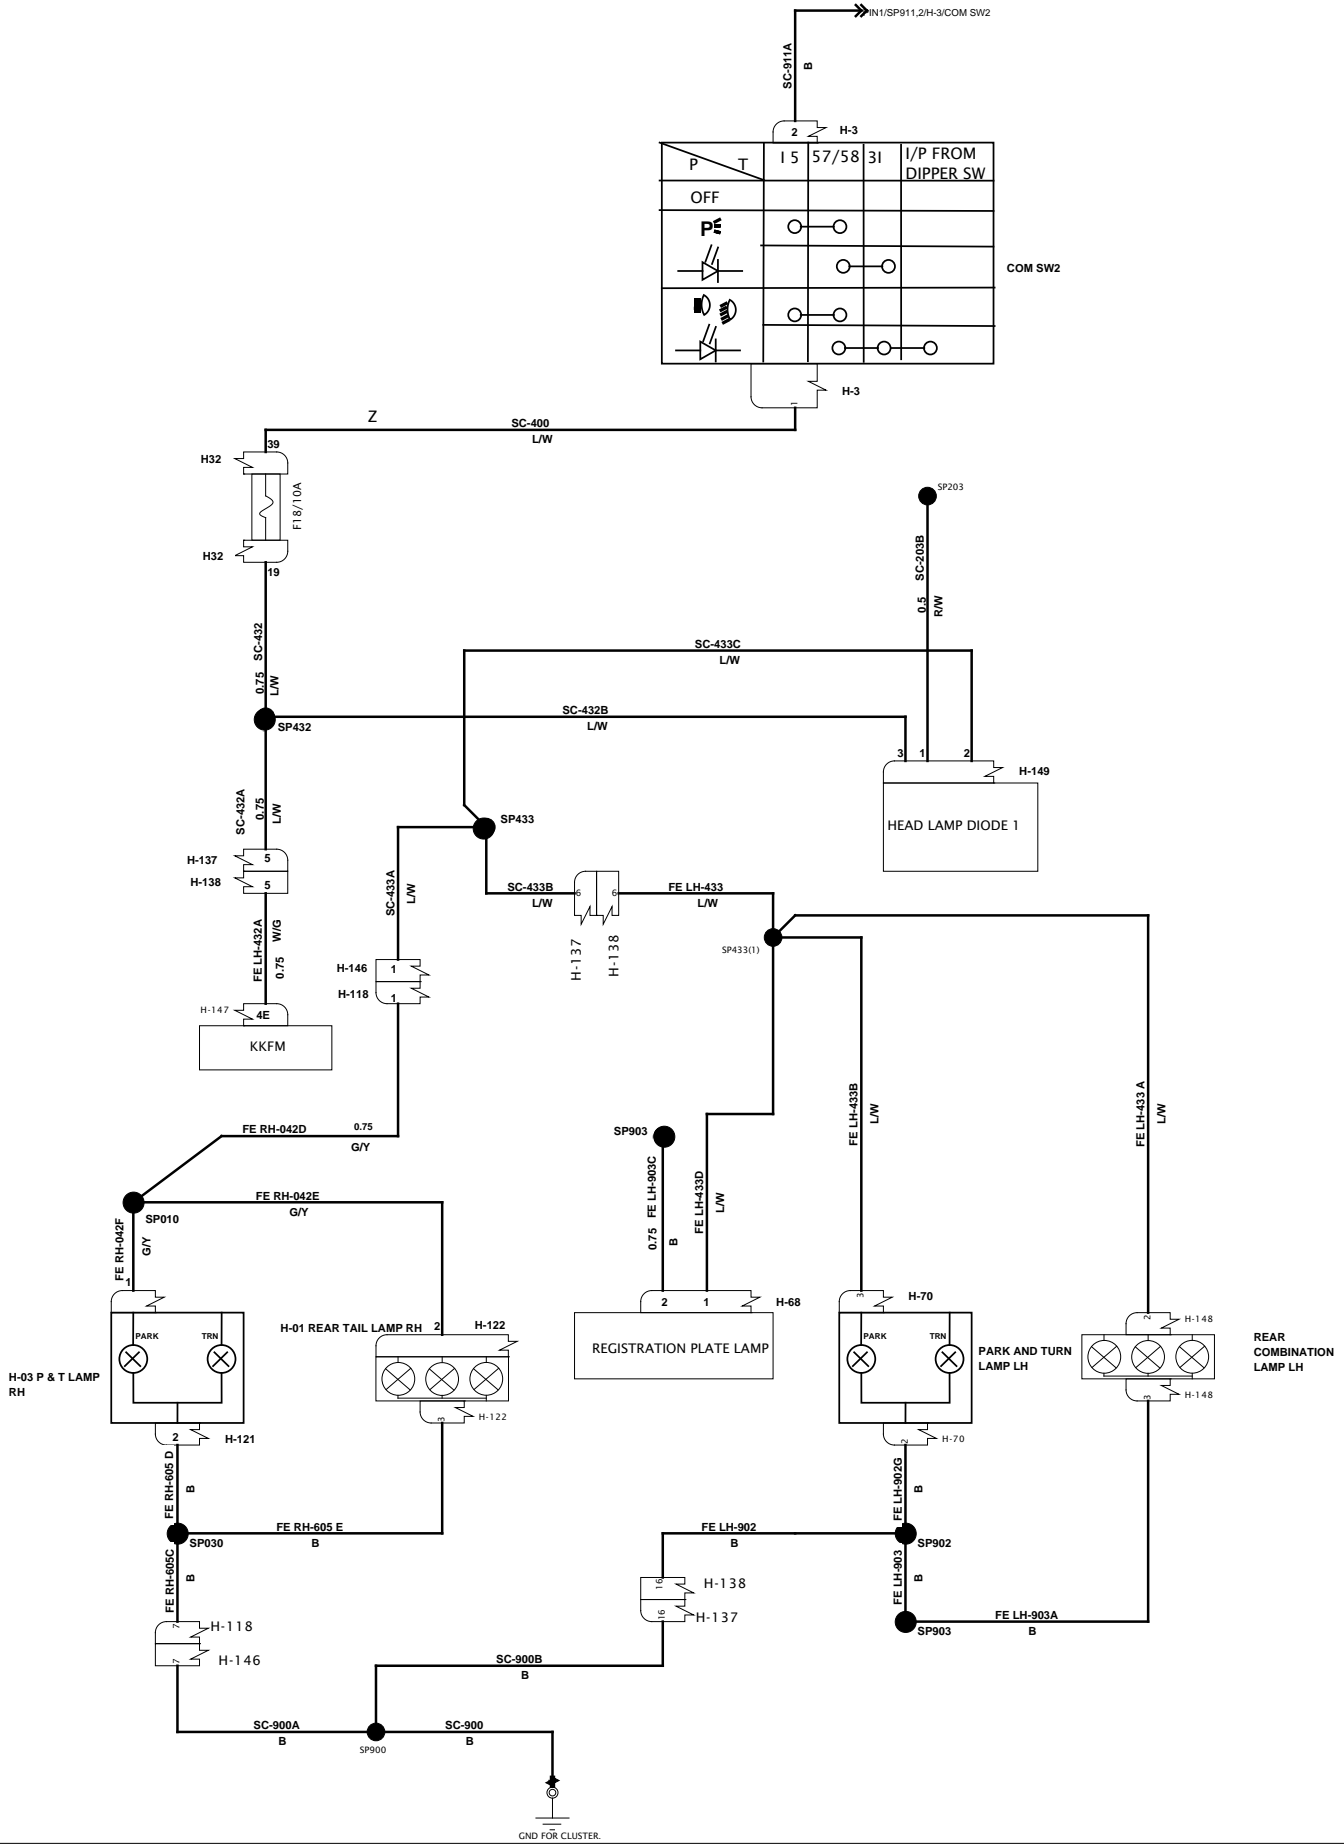 IN1/SP911,2/H-3/COM SW2
SC-911A
B
2
H-3
P
T
15
57/58
31
I/P FROM
DIPPER SW
OFF
P
COM SW2
1
H-3
Z
SC-400
L/W
39
H32
F18/10A
H32
19
SP203
SC-203B
0.5
R/W
SC-432
0.75
L/W
SC-433C
L/W
SP432
SC-432B
L/W
3
1
2
H-149
HEAD LAMP DIODE 1
SC-432A
0.75
L/W
SP433
H-137
5
H-138
5
SC-433A
L/W
SC-433B
L/W
6
6
H-137
H-138
FE LH-433
L/W
SP433(1)
FE LH-432A
W/G
0.75
H-146
1
H-118
1
H-147
4E
KKFM
FE LH-433B
L/W
FE LH-433 A
L/W
FE RH-042D
0.75
G/Y
SP903
FE LH-903C
0.75
B
FE LH-433D
L/W
SP010
FE RH-042E
G/Y
FE RH-042F
G/Y
1
2
1
H-68
REGISTRATION PLATE LAMP
3
H-70
2
H-148
PARK
TRN
H-03 P & T LAMP
RH
H-01 REAR TAIL LAMP RH
2
H-122
3
H-122
PARK
TRN
PARK AND TURN
LAMP LH
REAR
COMBINATION
LAMP LH
3
H-148
2
H-121
2
H-70
FE RH-605 D
B
FE LH-902G
B
SP030
FE RH-605 E
B
FE LH-902
B
SP902
FE RH-605C
B
FE LH-903
B
16
H-138
16
H-137
SP903
FE LH-903A
B
7
H-118
7
H-146
SC-900B
B
SC-900A
B
SP900
SC-900
B
GND FOR CLUSTER.